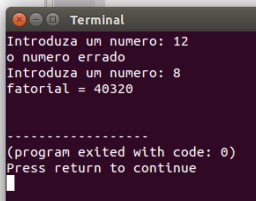 Terminal
Introduza um numero: 12
o numero errado
Introduza um numero: 8
fatorial = 40320
------------------
(program exited with code: 0)
Press return to continue